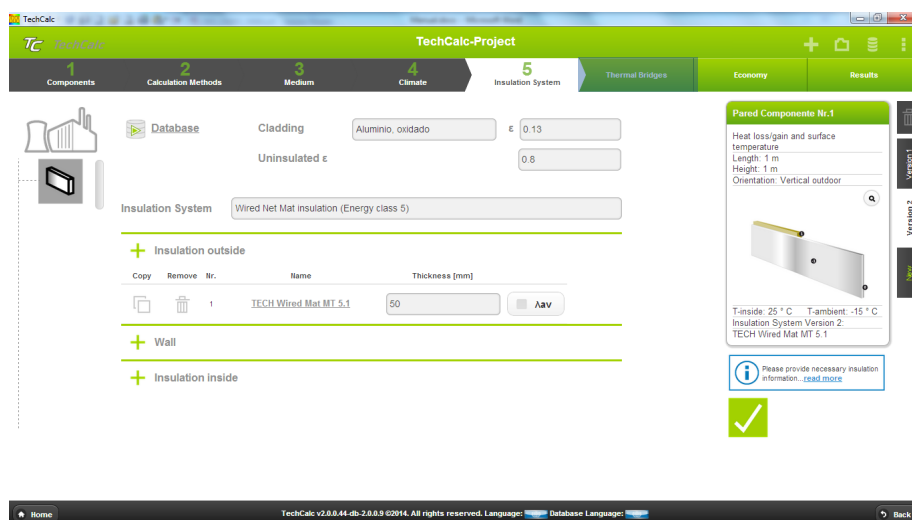 TechCalc
TC TechCalc
TechCalc-Project
1
Components
2
Calculation Methods
3
Medium
4
Climate
5
Insulation System
Thermal Bridges
Economy
Results
Database
Cladding
Aluminio, oxidado
ε
0.13
Uninsulated ε
0.8
Insulation System
Wired Net Mat insulation (Energy class 5)
Insulation outside
Copy
Remove
Nr.
Name
Thickness [mm]
1
TECH Wired Mat MT 5.1
50
λav
Wall
Insulation inside
Pared Componente Nr.1
Heat loss/gain and surface
temperature
Length: 1 m
Height: 1 m
Orientation: Vertical outdoor
T-inside: 25 ° C
T-ambient: -15 ° C
Insulation System Version 2:
TECH Wired Mat MT 5.1
Please provide necessary insulation
information...read more
Version 1
Version 2
New
Home
TechCalc v2.0.0.44-db-2.0.0.9 ©2014. All rights reserved. Language:
Database Language:
Back